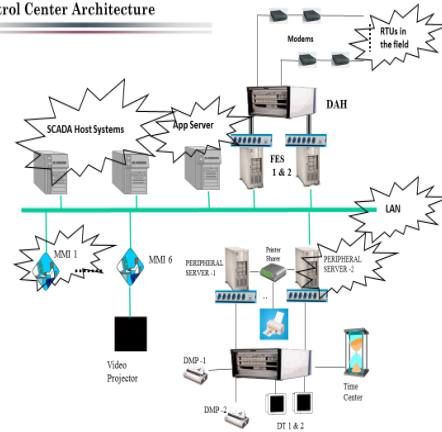 trol Center Architecture
Modems
RTUs in
the field
DAH
SCADA Host Systems
App Server
FES
1 & 2
LAN
MMI 1
MMI 6
PERIPHERAL
SERVER -1
Printer
Sharer
PERIPHERAL
SERVER -2
Video
Projector
DMP -1
DMP -2
DT 1 & 2
Time
Center